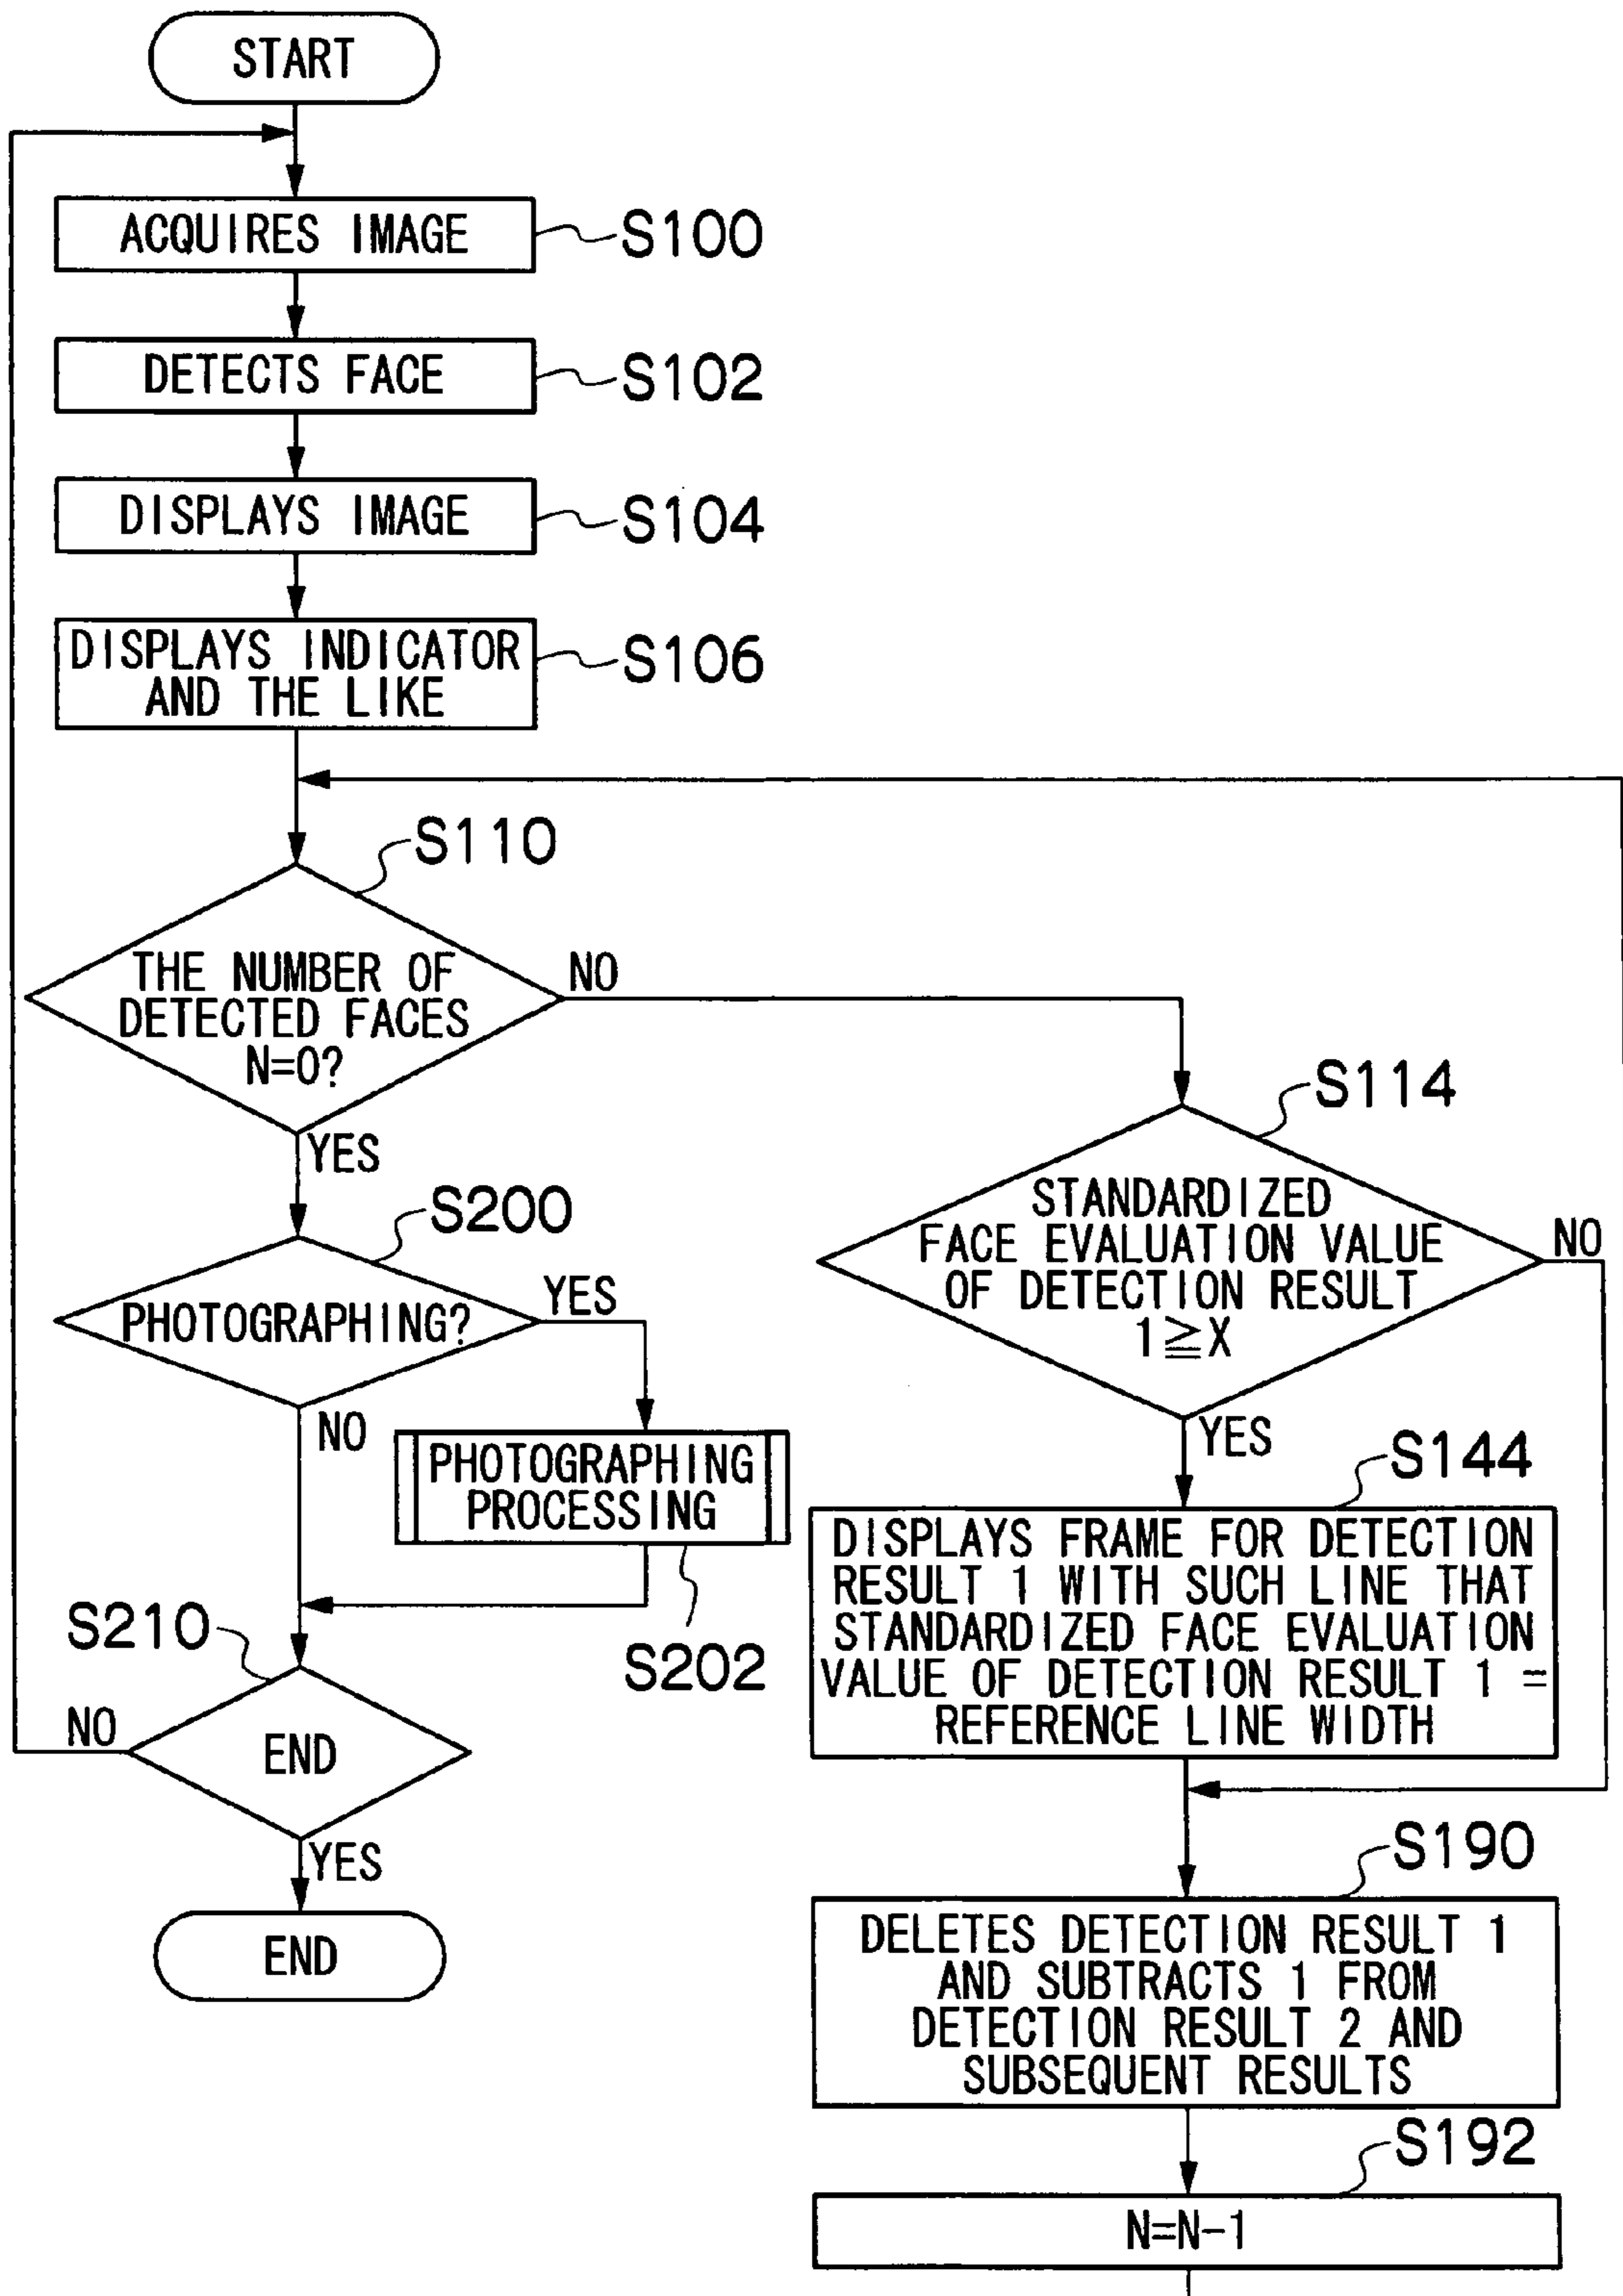 START
ACQUIRES IMAGE
S100
DETECTS FACE
S102
DISPLAYS IMAGE
S104
DISPLAYS INDICATOR
AND THE LIKE
S106
S110
THE NUMBER OF
DETECTED FACES
N=0?
NO
YES
S200
PHOTOGRAPHING?
YES
NO
PHOTOGRAPHING
PROCESSING
S202
S210
END
NO
YES
END
S114
STANDARDIZED
FACE EVALUATION VALUE
OF DETECTION RESULT
1≧X
NO
YES
S144
DISPLAYS FRAME FOR DETECTION
RESULT 1 WITH SUCH LINE THAT
STANDARDIZED FACE EVALUATION
VALUE OF DETECTION RESULT 1 =
REFERENCE LINE WIDTH
S190
DELETES DETECTION RESULT 1
AND SUBTRACTS 1 FROM
DETECTION RESULT 2 AND
SUBSEQUENT RESULTS
S192
N=N-1